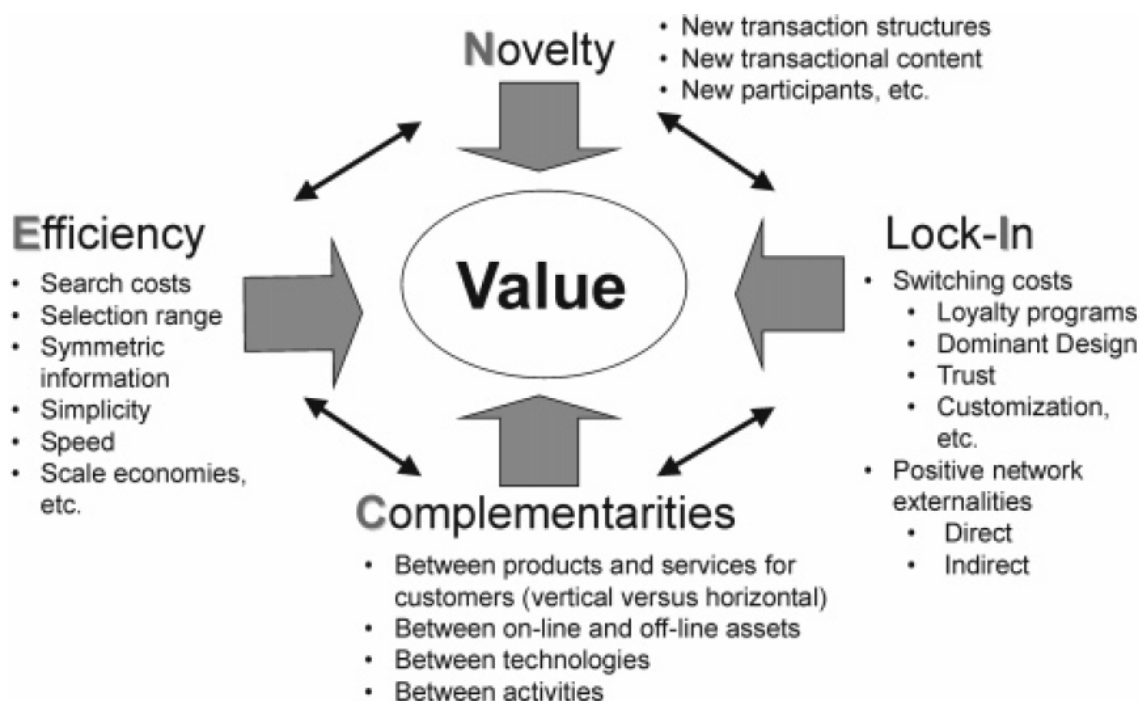 Novelty
• New transaction structures
• New transactional content
• New participants, etc.
Efficiency
• Search costs
• Selection range
• Symmetric
information
• Simplicity
• Speed
• Scale economies,
etc.
Value
Lock-In
• Switching costs
• Loyalty programs
• Dominant Design
• Trust
• Customization,
etc.
• Positive network
externalities
• Direct
• Indirect
Complementarities
• Between products and services for
customers (vertical versus horizontal)
• Between on-line and off-line assets
• Between technologies
• Between activities